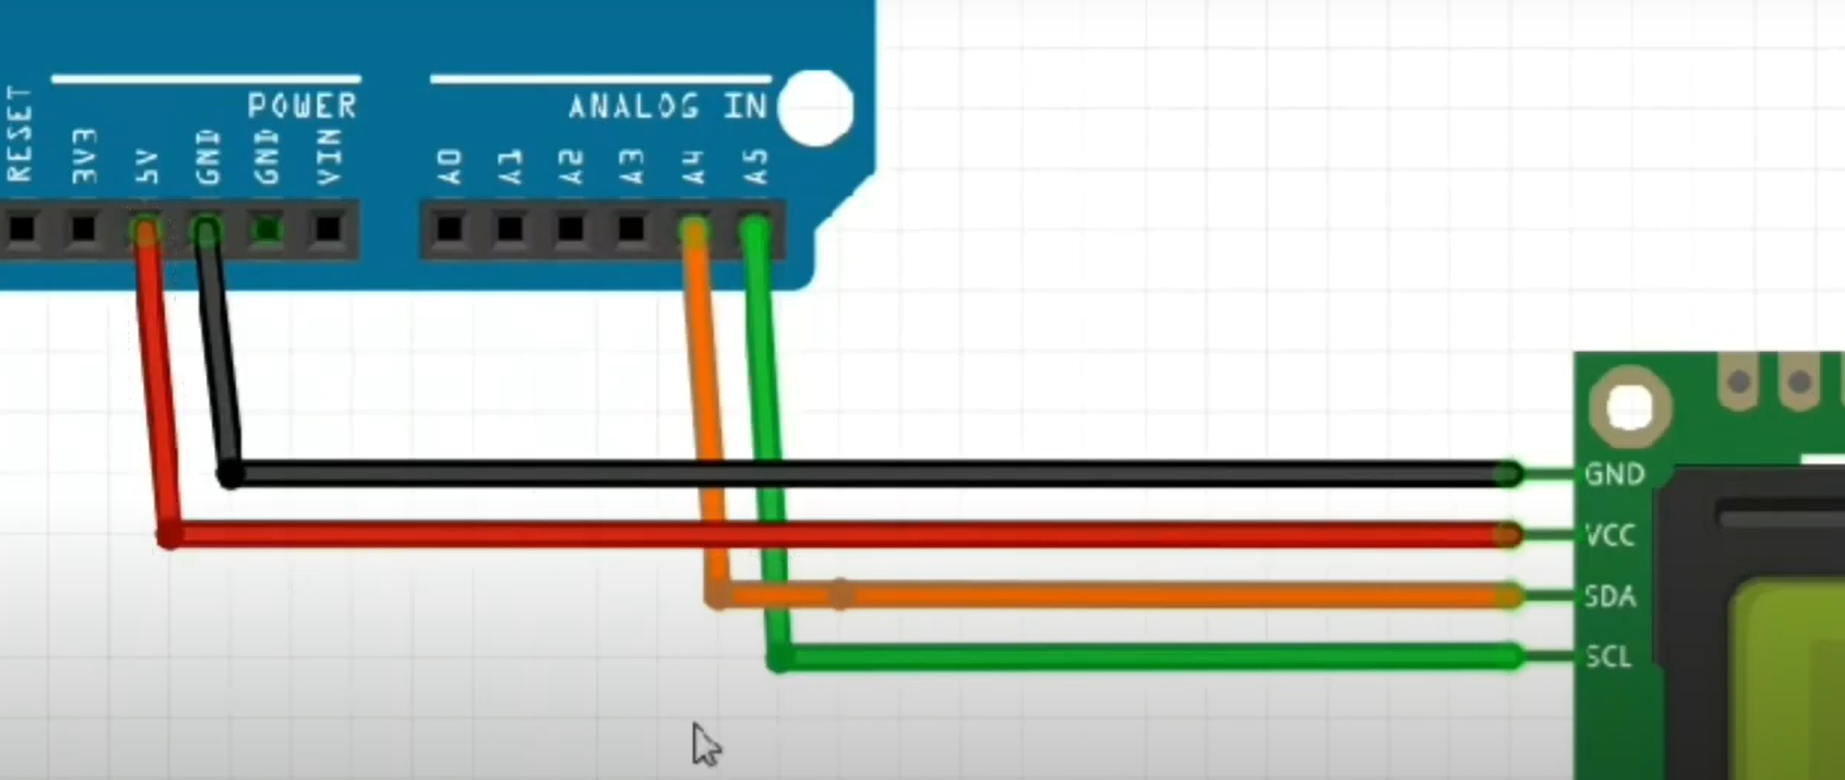 POWER
ANALOG IN
RESET
3V3
5V
GND
GND
VIN
A0
A1
A2
A3
A4
A5
GND
VCC
SDA
SCL